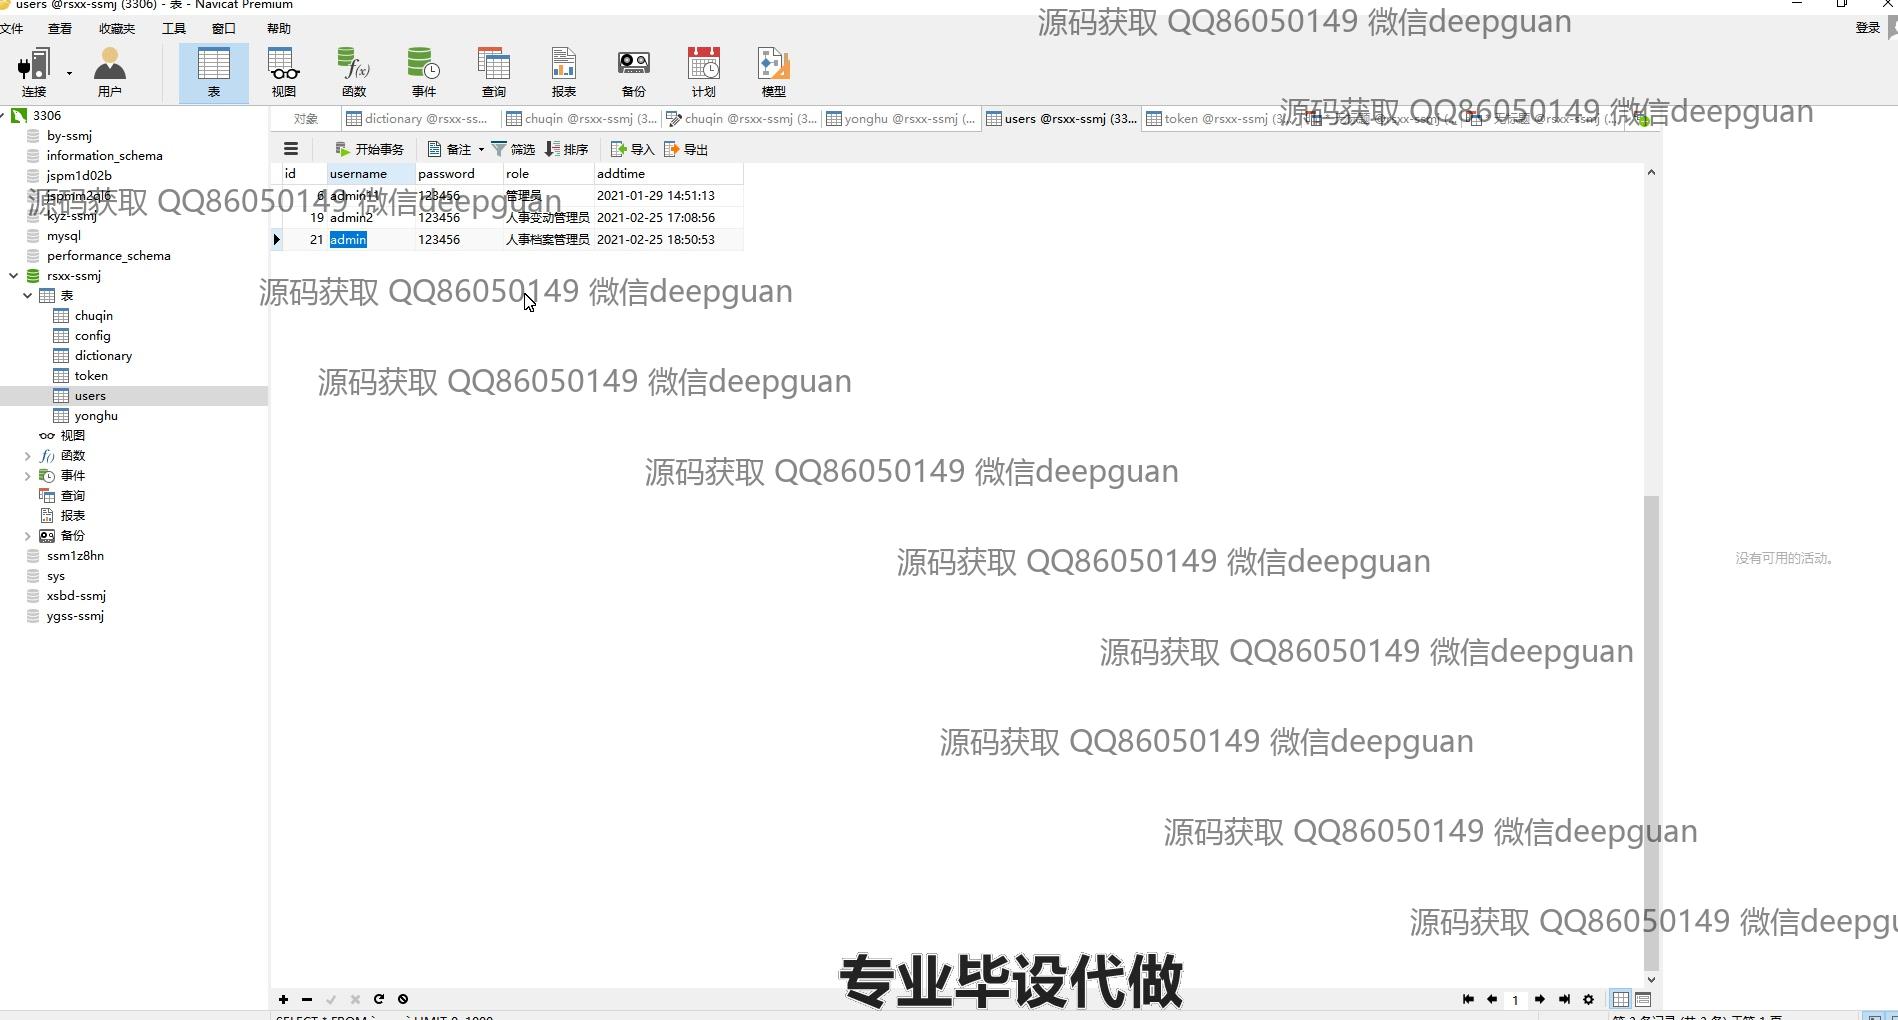 users @rsxx-ssmj (3306) - 表 - Navicat Premium
源码获取 QQ86050149 微信deepguan
文件 查看 收藏夹 工具 窗口 帮助
登录
连接 用户 表 视图 函数 事件 查询 报表 备份 计划 模型
源码获取 QQ86050149 微信deepguan
对象 dictionary @rsxx-ss... chuqin @rsxx-ssmj (3... chuqin @rsxx-ssmj (3... yonghu @rsxx-ssmj (... users @rsxx-ssmj (33... token @rsxx-ssmj (3
开始事务 备注 筛选 排序 导入 导出
id username password role addtime
6 admin11 123456 管理员 2021-01-29 14:51:13
源码获取 QQ86050149 微信deepguan
19 admin2 123456 人事变动管理员 2021-02-25 17:08:56
21 admin 123456 人事档案管理员 2021-02-25 18:50:53
3306
by-ssmj
information_schema
jspm1d02b
kyz-ssmj
mysql
performance_schema
rsxx-ssmj
表
chuqin
config
dictionary
token
users
yonghu
视图
函数
事件
查询
报表
备份
ssm1z8hn
sys
xsbd-ssmj
ygss-ssmj
源码获取 QQ86050149 微信deepguan
源码获取 QQ86050149 微信deepguan
源码获取 QQ86050149 微信deepguan
源码获取 QQ86050149 微信deepguan
没有可用的活动。
源码获取 QQ86050149 微信deepguan
源码获取 QQ86050149 微信deepguan
源码获取 QQ86050149 微信deepguan
源码获取 QQ86050149 微信deepgu
专业毕设代做
1